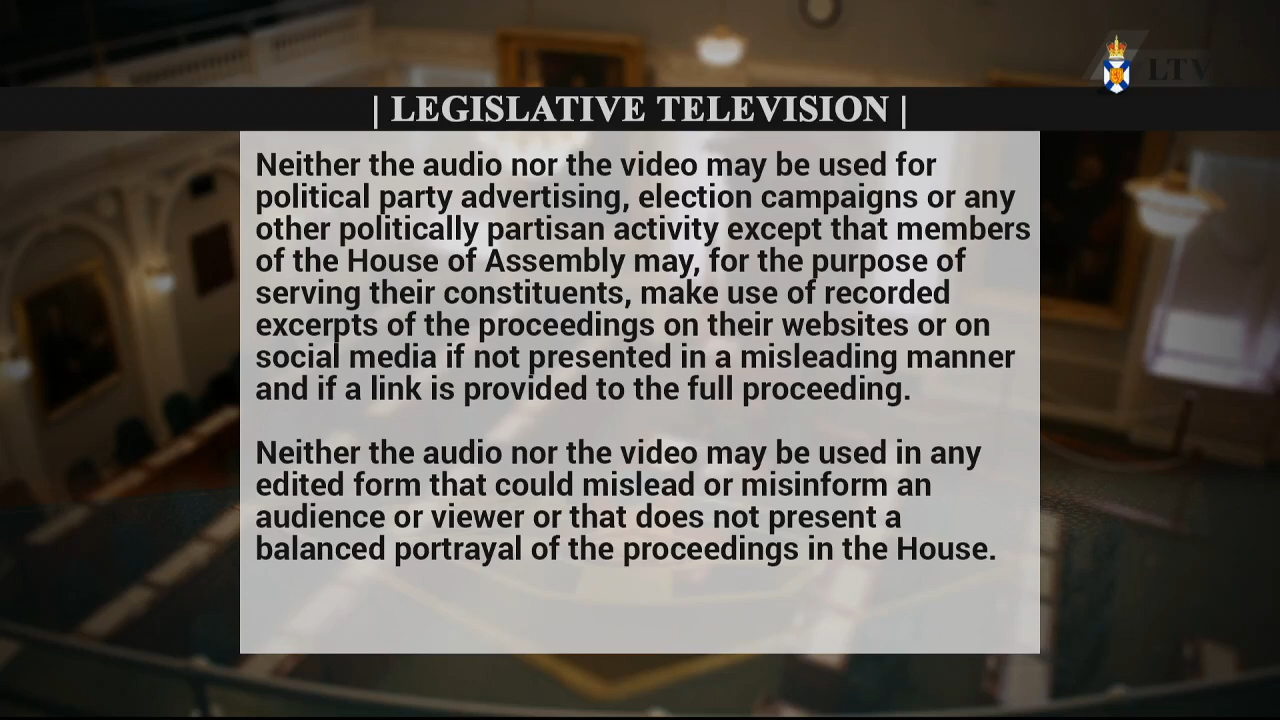 LTV
| LEGISLATIVE TELEVISION |
Neither the audio nor the video may be used for
political party advertising, election campaigns or any
other politically partisan activity except that members
of the House of Assembly may, for the purpose of
serving their constituents, make use of recorded
excerpts of the proceedings on their websites or on
social media if not presented in a misleading manner
and if a link is provided to the full proceeding.
Neither the audio nor the video may be used in any
edited form that could mislead or misinform an
audience or viewer or that does not present a
balanced portrayal of the proceedings in the House.